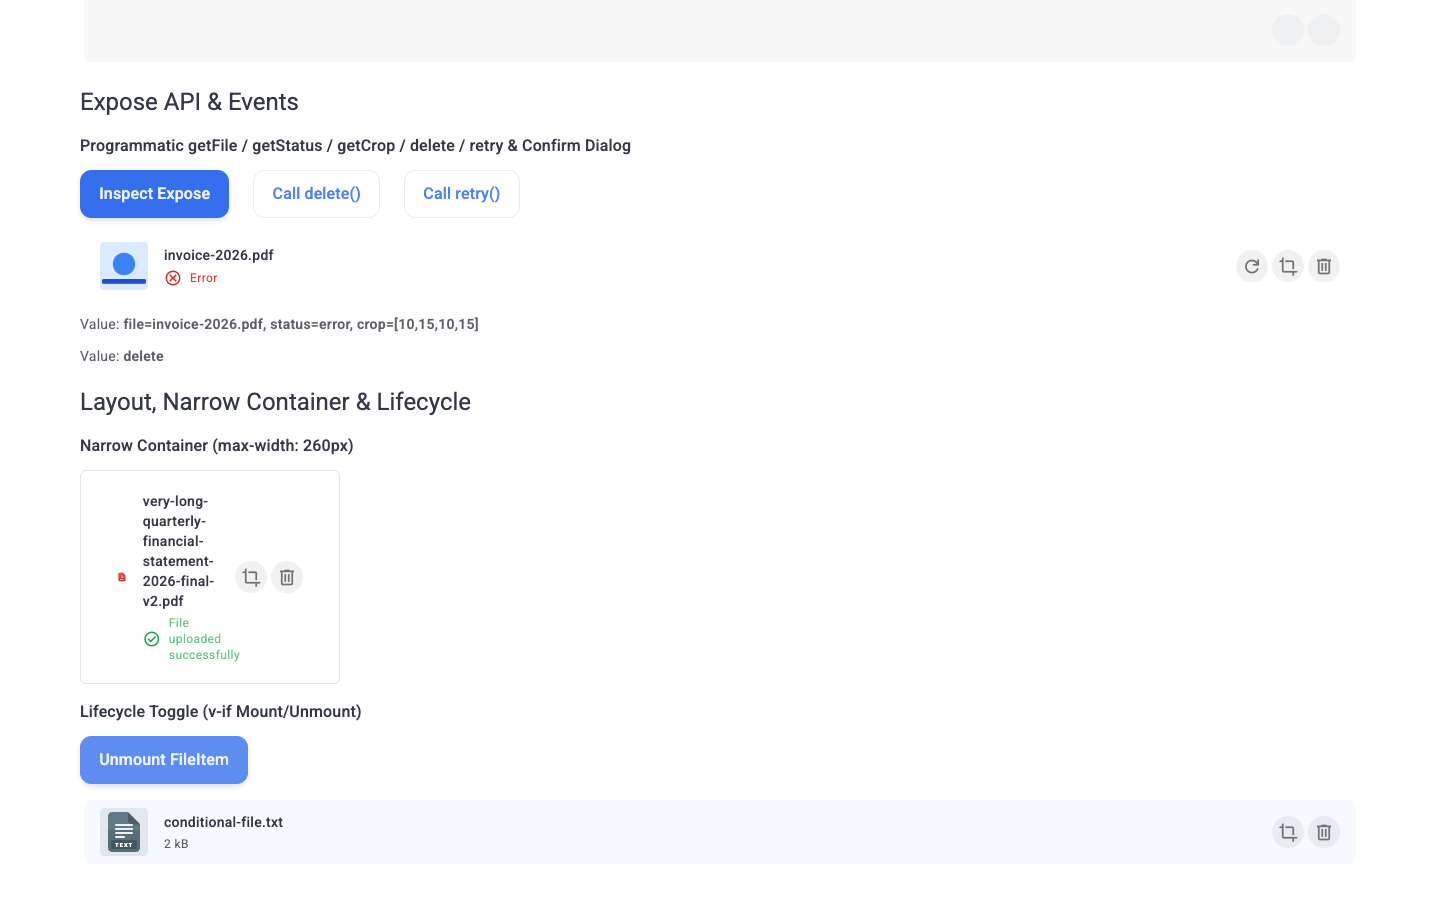 Expose API & Events
Programmatic getFile / getStatus / getCrop / delete / retry & Confirm Dialog
Inspect Expose
Call delete()
Call retry()
invoice-2026.pdf
Error
Value: file=invoice-2026.pdf, status=error, crop=[10,15,10,15]
Value: delete
Layout, Narrow Container & Lifecycle
Narrow Container (max-width: 260px)
very-long-
quarterly-
financial-
statement-
2026-final-
v2.pdf
File
uploaded
successfully
Lifecycle Toggle (v-if Mount/Unmount)
Unmount FileItem
TEXT
conditional-file.txt
2 kB